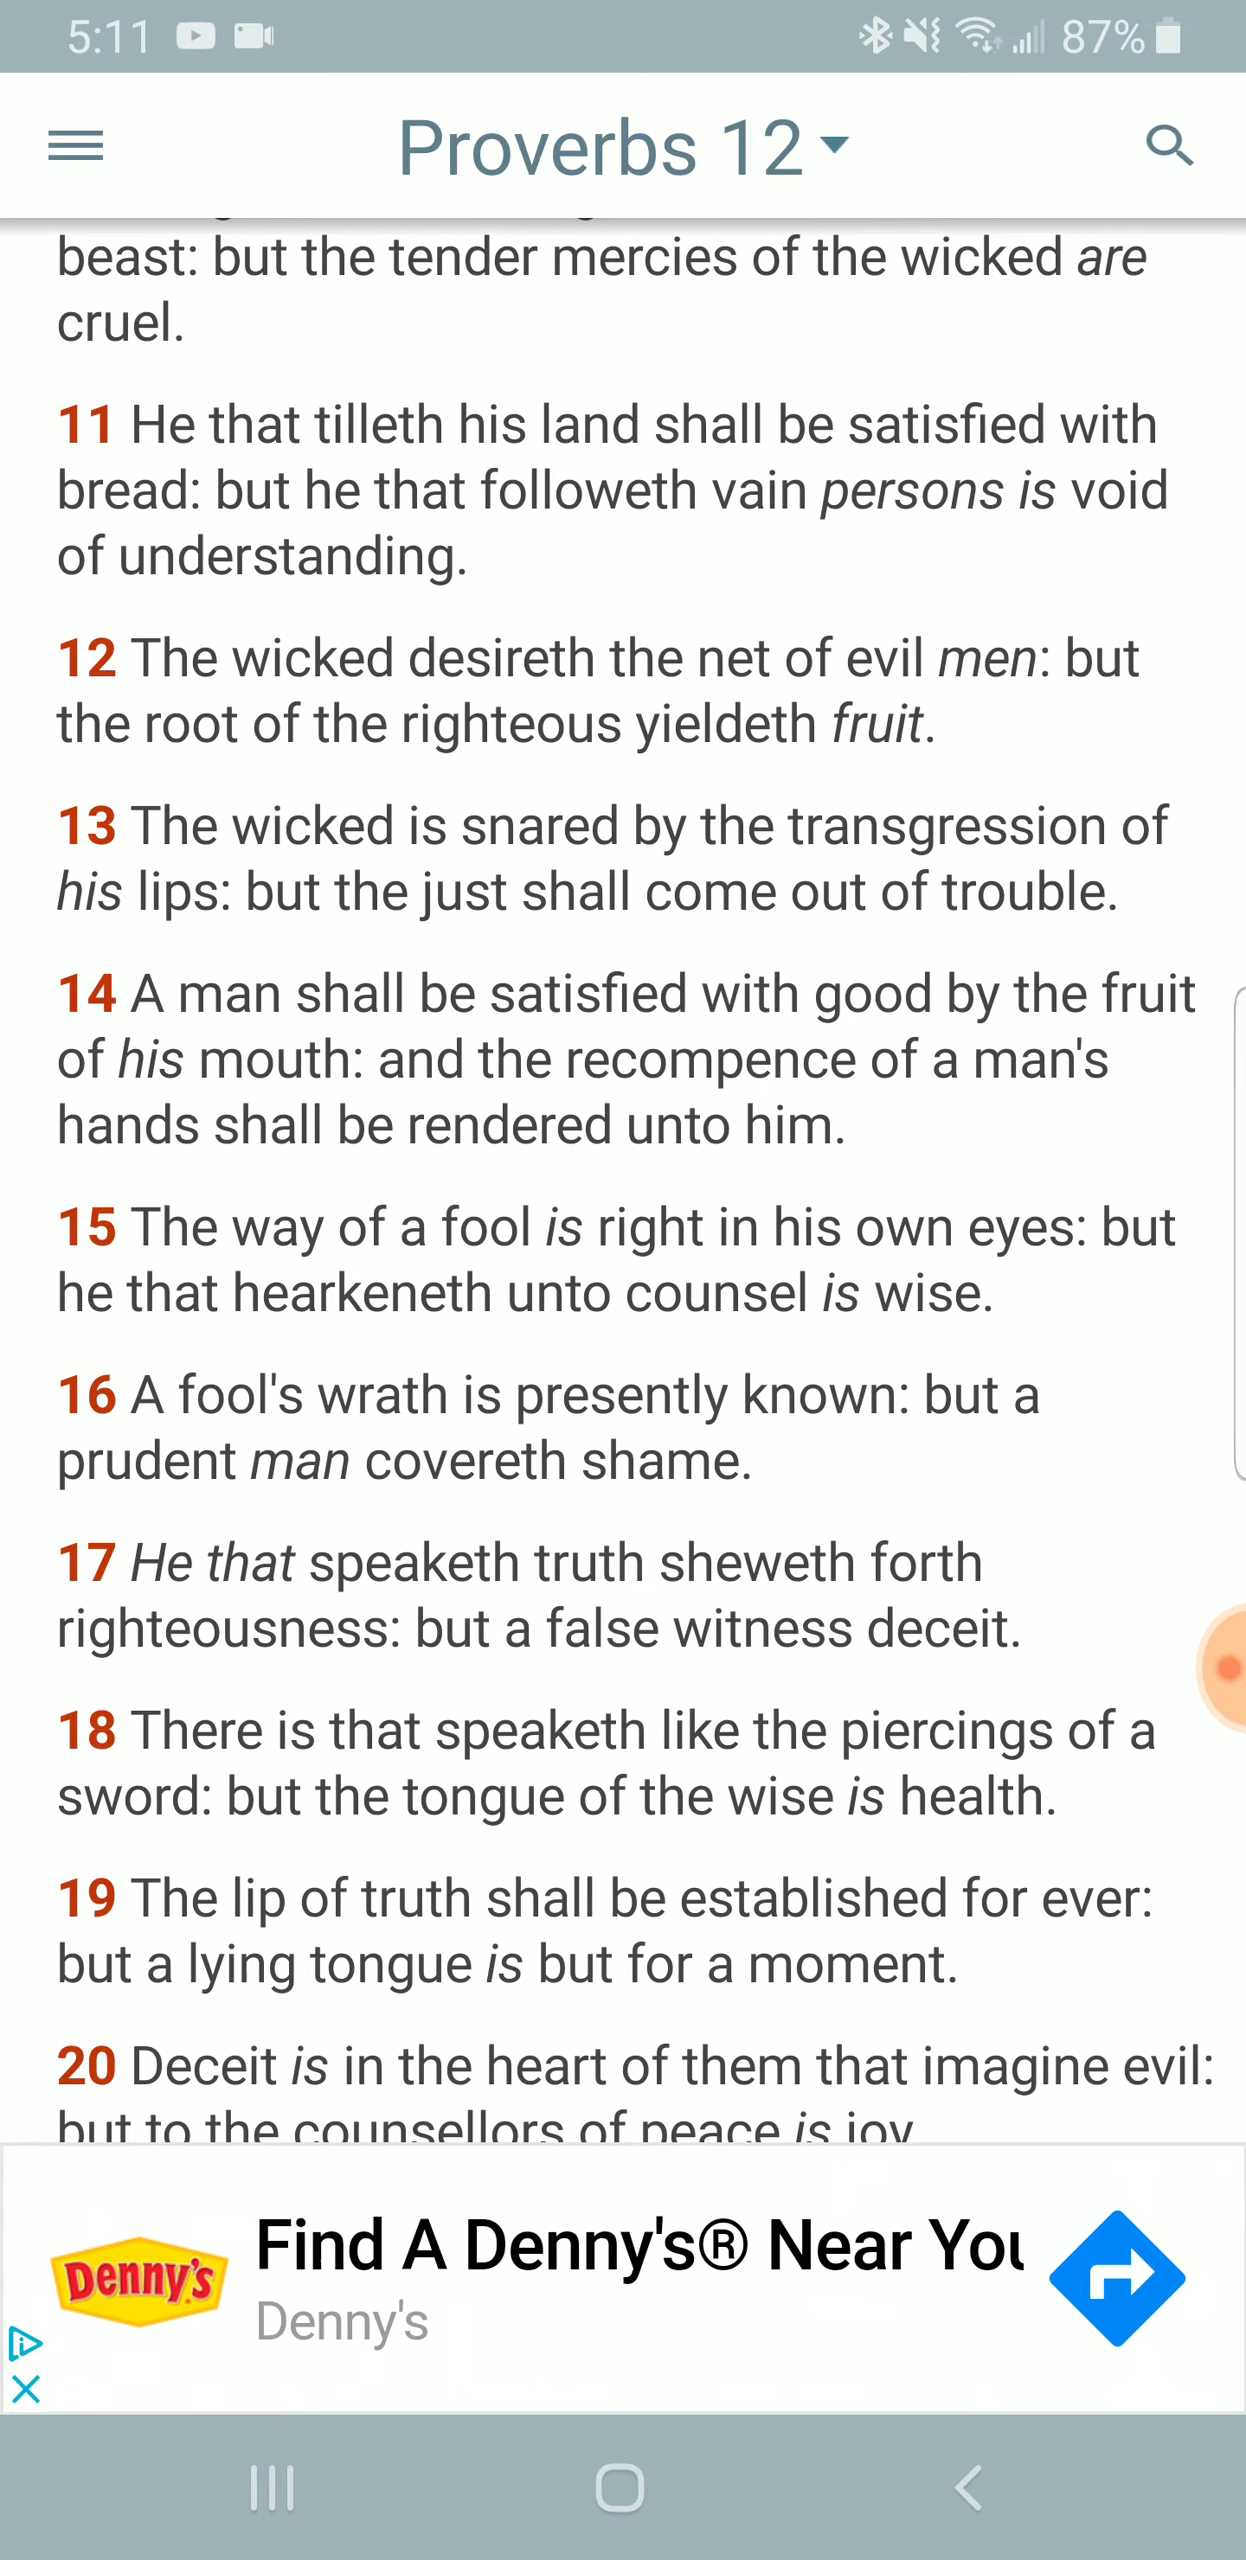 5:11 87%
Proverbs 12
beast: but the tender mercies of the wicked are
cruel.
11 He that tilleth his land shall be satisfied with
bread: but he that followeth vain persons is void
of understanding.
12 The wicked desireth the net of evil men: but
the root of the righteous yieldeth fruit.
13 The wicked is snared by the transgression of
his lips: but the just shall come out of trouble.
14 A man shall be satisfied with good by the fruit
of his mouth: and the recompence of a man's
hands shall be rendered unto him.
15 The way of a fool is right in his own eyes: but
he that hearkeneth unto counsel is wise.
16 A fool's wrath is presently known: but a
prudent man covereth shame.
17 He that speaketh truth sheweth forth
righteousness: but a false witness deceit.
18 There is that speaketh like the piercings of a
sword: but the tongue of the wise is health.
19 The lip of truth shall be established for ever:
but a lying tongue is but for a moment.
20 Deceit is in the heart of them that imagine evil:
but to the counsellors of peace is joy
Denny's
Find A Denny's® Near You
Denny's